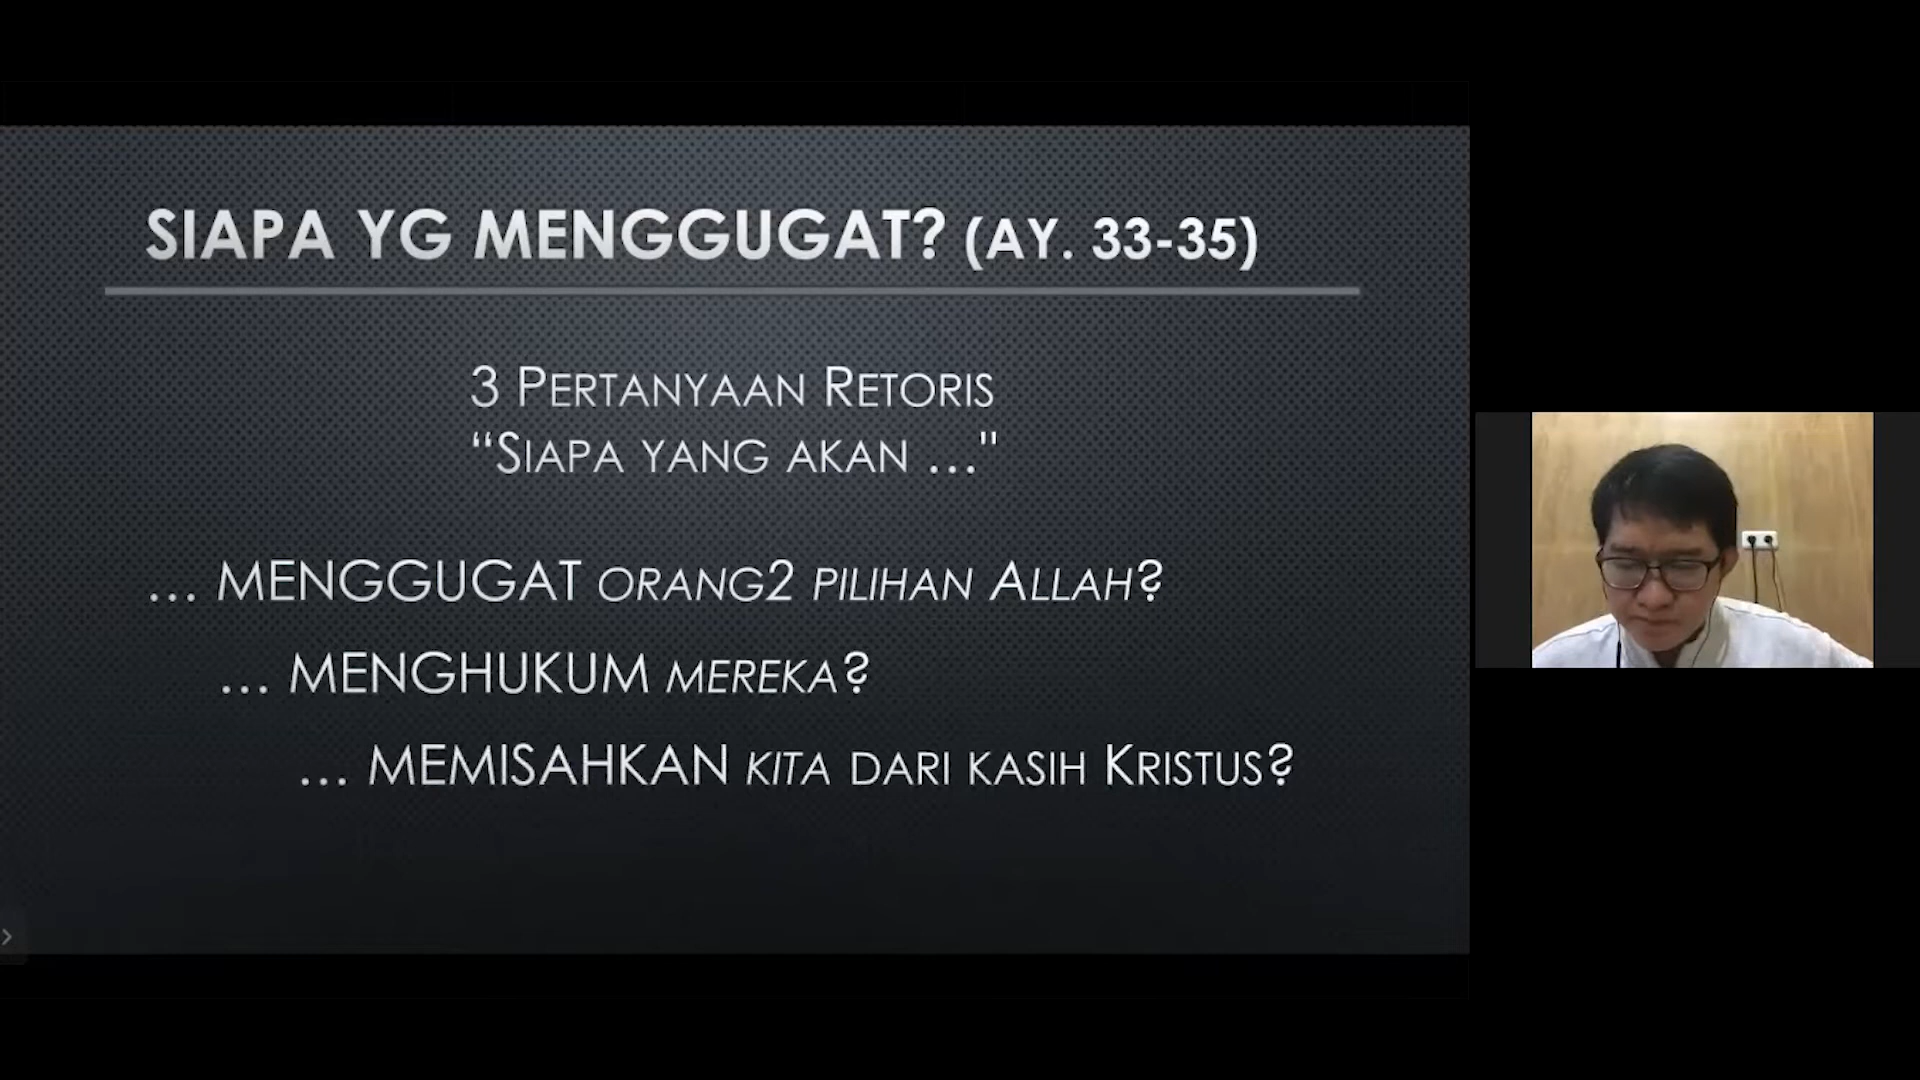 SIAPA YG MENGGUGAT? (AY. 33-35)
3 PERTANYAAN RETORIS
“SIAPA YANG AKAN ..."
... MENGGUGAT ORANG2 PILIHAN ALLAH?
... MENGHUKUM MEREKA?
... MEMISAHKAN KITA DARI KASIH KRISTUS?